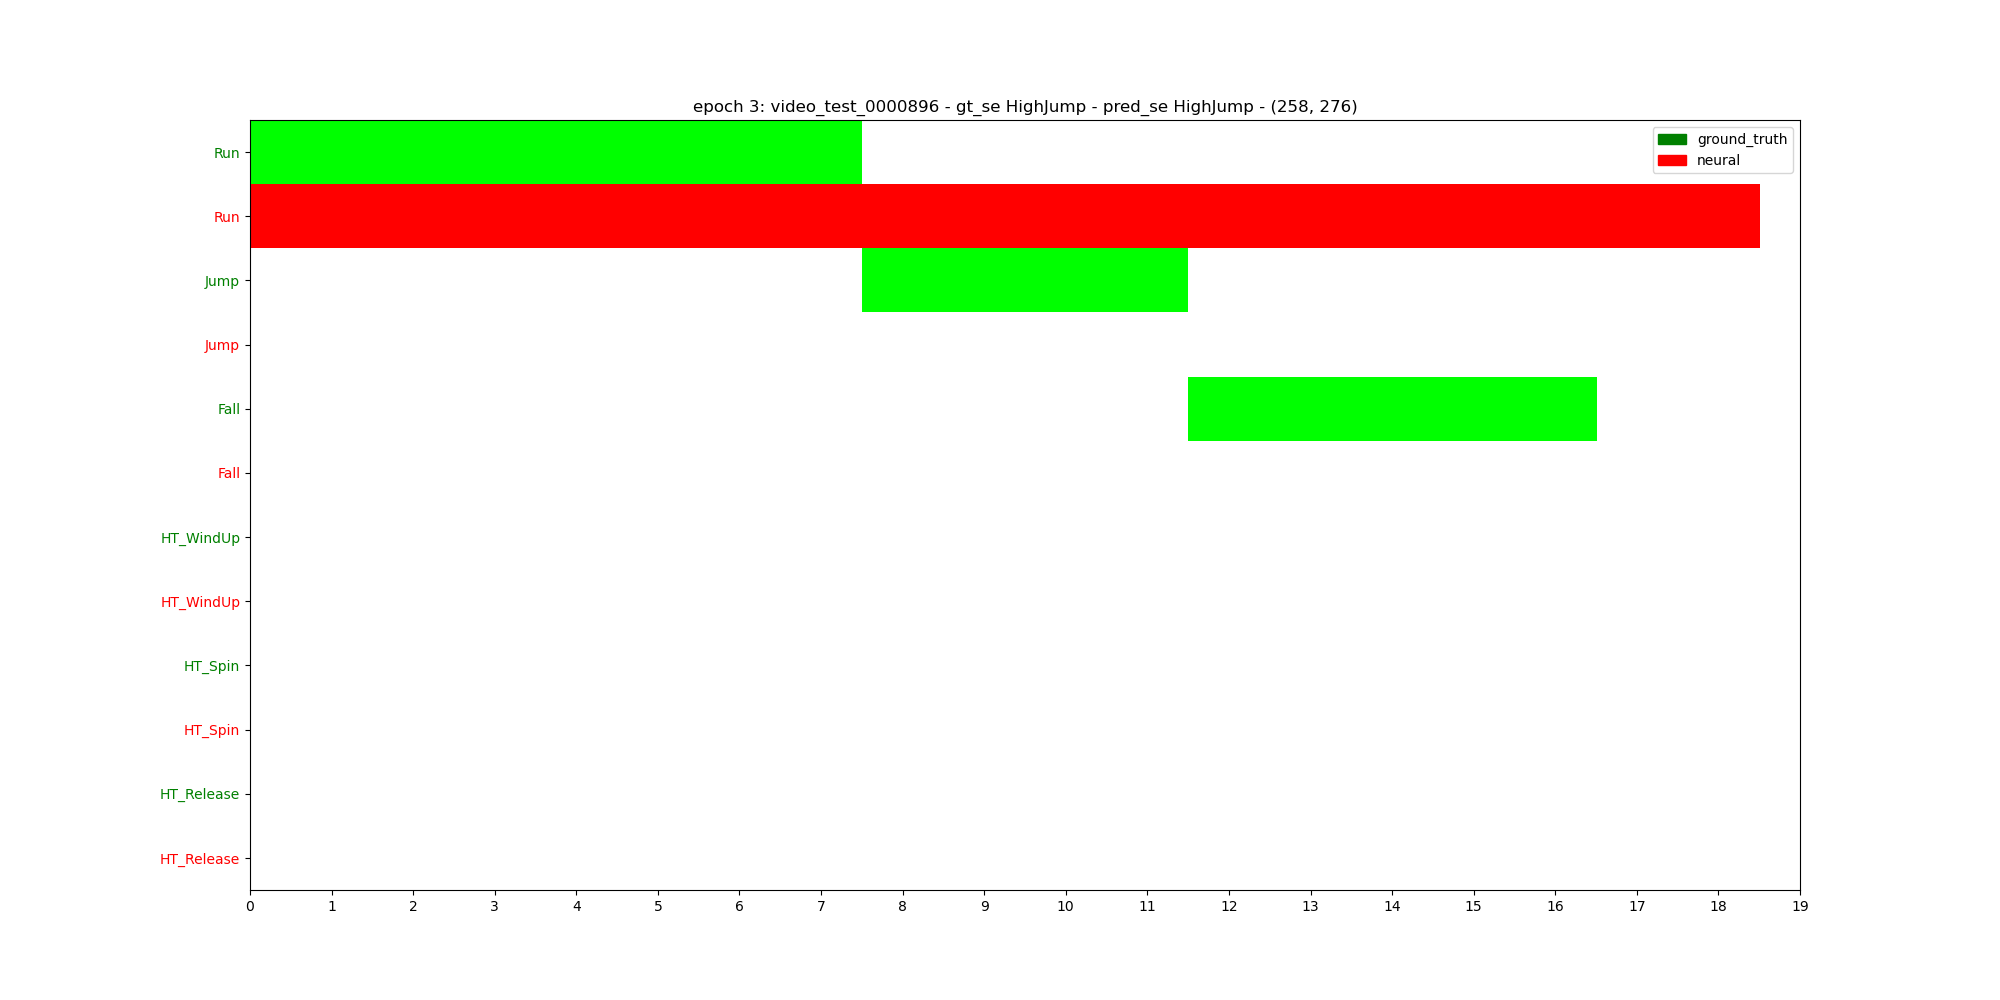 epoch 3: video_test_0000896 - gt_se HighJump - pred_se HighJump - (258, 276)
ground_truth
neural
Run
Run
Jump
Jump
Fall
Fall
HT_WindUp
HT_WindUp
HT_Spin
HT_Spin
HT_Release
HT_Release
0 1 2 3 4 5 6 7 8 9 10 11 12 13 14 15 16 17 18 19